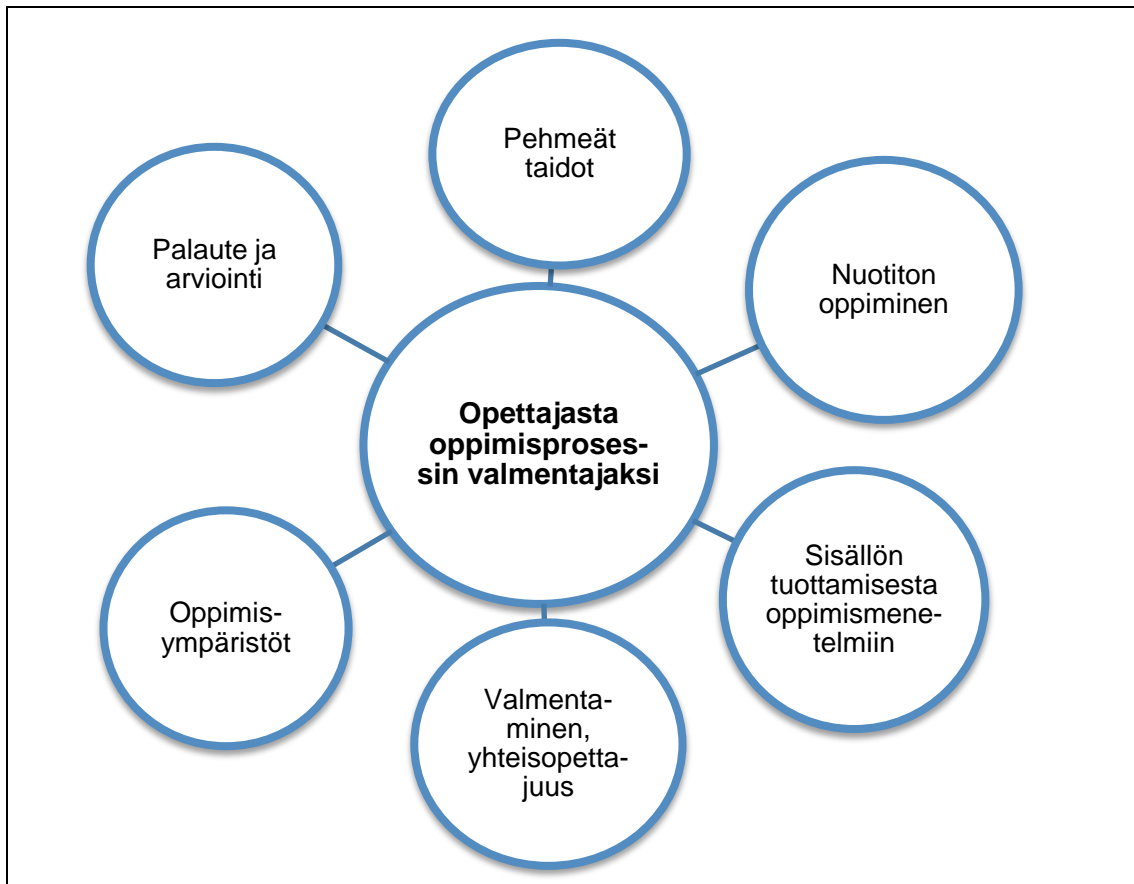 Pehmeät
taidot
Palaute ja
arviointi
Nuotiton
oppiminen
Opettajasta
oppimisproses-
sin valmentajaksi
Sisällön
tuottamisesta
oppimismene-
telmiin
Oppimis-
ympäristöt
Valmenta-
minen,
yhteisopetta-
juus